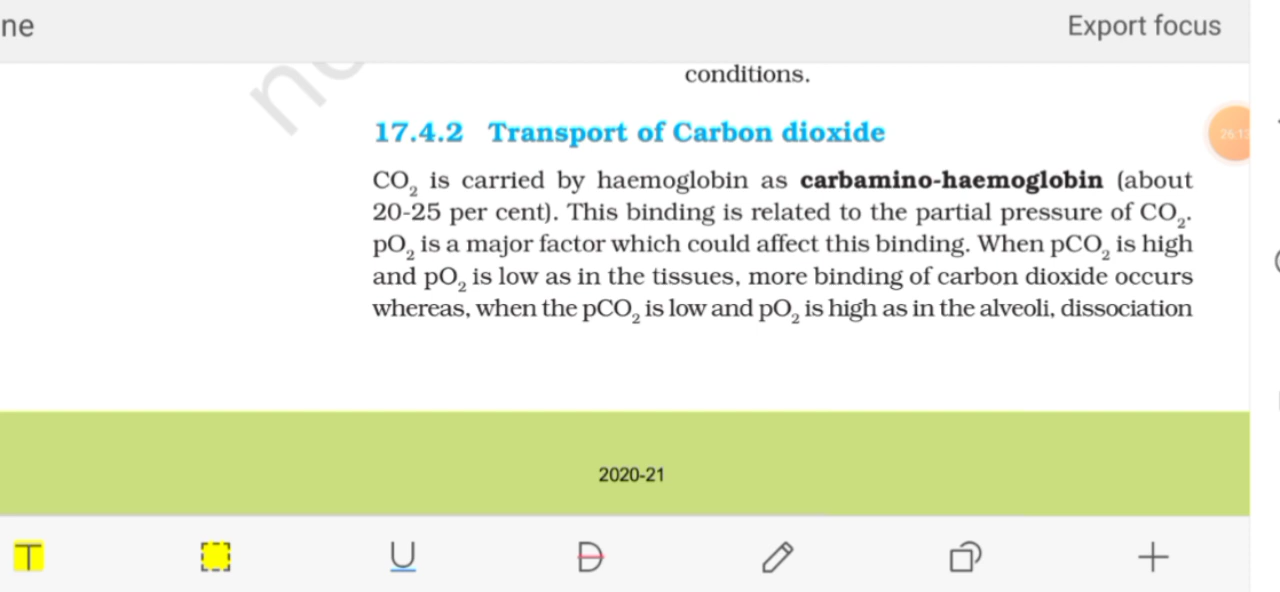 ne
Export focus
conditions.
17.4.2 Transport of Carbon dioxide
26:13
CO₂ is carried by haemoglobin as carbamino-haemoglobin (about
20-25 per cent). This binding is related to the partial pressure of CO₂.
pO₂ is a major factor which could affect this binding. When pCO₂ is high
and pO₂ is low as in the tissues, more binding of carbon dioxide occurs
whereas, when the pCO₂ is low and pO₂ is high as in the alveoli, dissociation
2020-21
T
U
D